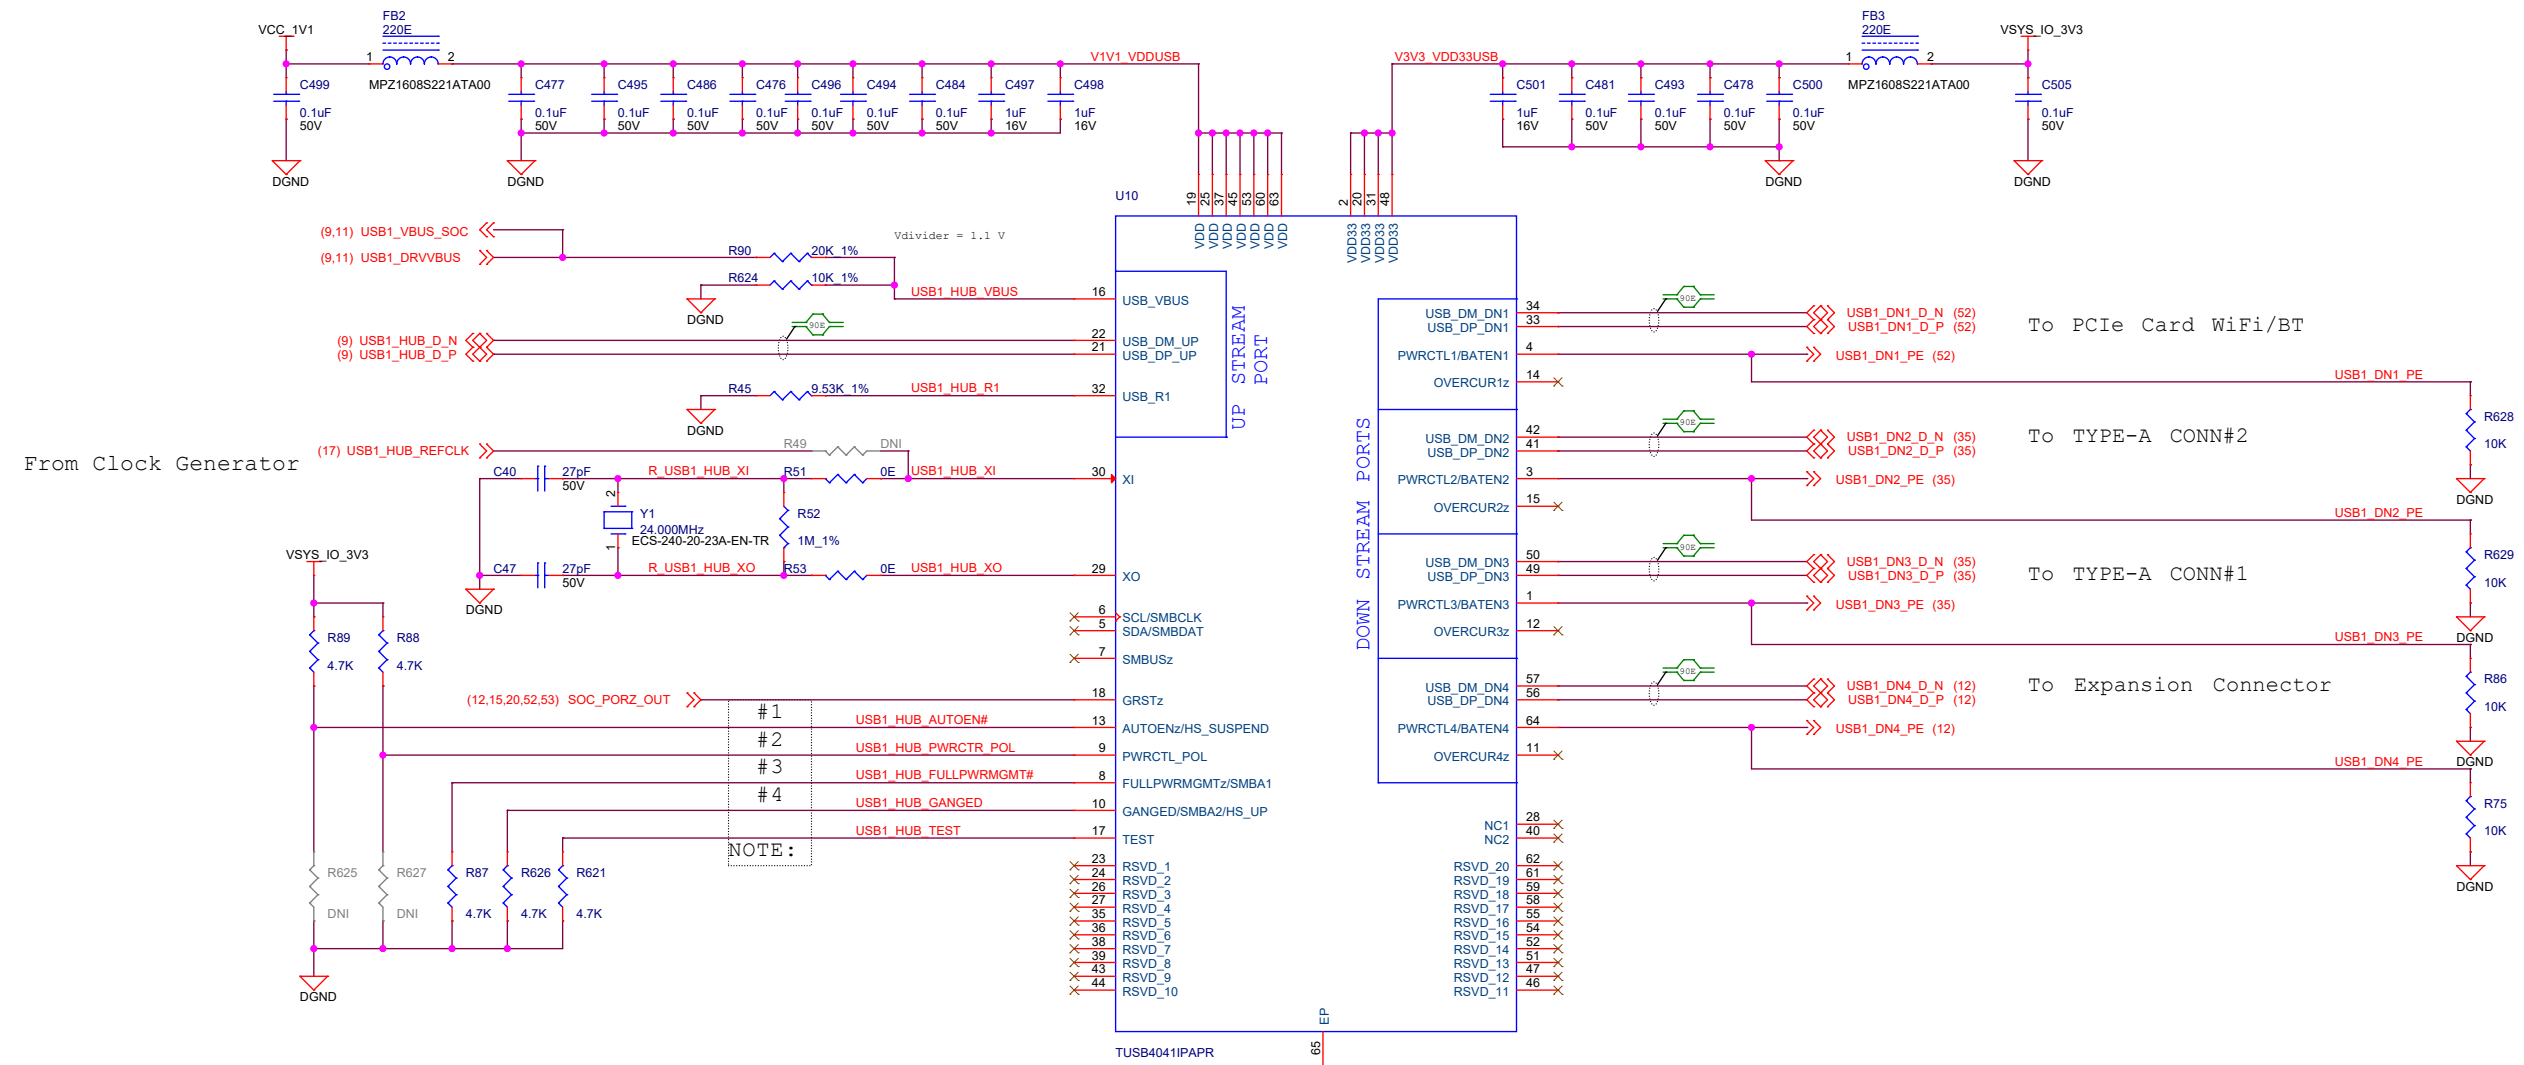 VCC_1V1
FB2
220E
1
2
MPZ1608S221ATA00
C499
0.1uF
50V
DGND
C477
0.1uF
50V
DGND
C495
0.1uF
50V
C486
0.1uF
50V
C476
0.1uF
50V
C496
0.1uF
50V
C494
0.1uF
50V
C484
0.1uF
50V
C497
1uF
16V
C498
1uF
16V
V1V1_VDDUSB
V3V3_VDD33USB
C501
1uF
16V
C481
0.1uF
50V
C493
0.1uF
50V
C478
0.1uF
50V
C500
0.1uF
50V
DGND
FB3
220E
1
2
MPZ1608S221ATA00
VSYS_IO_3V3
C505
0.1uF
50V
DGND
U10
19
25
37
45
53
60
63
VDD
VDD
VDD
VDD
VDD
VDD
VDD
2
20
31
48
VDD33
VDD33
VDD33
VDD33
(9,11) USB1_VBUS_SOC
(9,11) USB1_DRVVBUS
Vdivider = 1.1 V
R90
20K_1%
R624
10K_1%
DGND
USB1_HUB_VBUS
16
USB_VBUS
(9) USB1_HUB_D_N
(9) USB1_HUB_D_P
90E
22
21
USB_DM_UP
USB_DP_UP
R45
9.53K_1%
DGND
USB1_HUB_R1
32
USB_R1
UP STREAM
PORT
From Clock Generator
(17) USB1_HUB_REFCLK
R49
DNI
C40
27pF
50V
R_USB1_HUB_XI
R51
0E
USB1_HUB_XI
30
XI
2
Y1
24.000MHz
ECS-240-20-23A-EN-TR
1
R52
1M_1%
C47
27pF
50V
R_USB1_HUB_XO
R53
0E
USB1_HUB_XO
29
XO
DGND
VSYS_IO_3V3
R89
4.7K
R88
4.7K
6
SCL/SMBCLK
5
SDA/SMBDAT
7
SMBUSz
(12,15,20,52,53) SOC_PORZ_OUT
18
GRSTz
#1
USB1_HUB_AUTOEN#
13
AUTOENz/HS_SUSPEND
#2
USB1_HUB_PWRCTR_POL
9
PWRCTL_POL
#3
USB1_HUB_FULLPWRMGMT#
8
FULLPWRMGMTz/SMBA1
#4
USB1_HUB_GANGED
10
GANGED/SMBA2/HS_UP
USB1_HUB_TEST
17
TEST
NOTE:
R625
DNI
R627
DNI
R87
4.7K
R626
4.7K
R621
4.7K
DGND
23
RSVD_1
24
RSVD_2
26
RSVD_3
27
RSVD_4
35
RSVD_5
36
RSVD_6
38
RSVD_7
39
RSVD_8
43
RSVD_9
44
RSVD_10
DOWN STREAM PORTS
USB_DM_DN1
34
USB_DP_DN1
33
90E
USB1_DN1_D_N (52)
USB1_DN1_D_P (52)
To PCIe Card WiFi/BT
PWRCTL1/BATEN1
4
USB1_DN1_PE (52)
OVERCUR1z
14
USB1_DN1_PE
R628
10K
DGND
USB_DM_DN2
42
USB_DP_DN2
41
90E
USB1_DN2_D_N (35)
USB1_DN2_D_P (35)
To TYPE-A CONN#2
PWRCTL2/BATEN2
3
USB1_DN2_PE (35)
OVERCUR2z
15
USB1_DN2_PE
R629
10K
DGND
USB_DM_DN3
50
USB_DP_DN3
49
90E
USB1_DN3_D_N (35)
USB1_DN3_D_P (35)
To TYPE-A CONN#1
PWRCTL3/BATEN3
1
USB1_DN3_PE (35)
OVERCUR3z
12
USB1_DN3_PE
R86
10K
DGND
USB_DM_DN4
57
USB_DP_DN4
56
90E
USB1_DN4_D_N (12)
USB1_DN4_D_P (12)
To Expansion Connector
PWRCTL4/BATEN4
64
USB1_DN4_PE (12)
OVERCUR4z
11
USB1_DN4_PE
R75
10K
DGND
NC1
28
NC2
40
RSVD_20
62
RSVD_19
61
RSVD_18
59
RSVD_17
58
RSVD_16
55
RSVD_15
54
RSVD_14
52
RSVD_13
51
RSVD_12
47
RSVD_11
46
EP
65
TUSB4041IPAPR